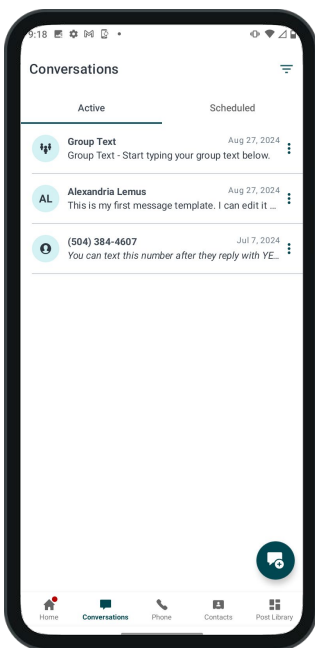 9:18
Conversations
Active Scheduled
Group Text Aug 27, 2024
Group Text - Start typing your group text below.
AL
Alexandria Lemus Aug 27, 2024
This is my first message template. I can edit it ...
(504) 384-4607 Jul 7, 2024
You can text this number after they reply with YE...
Home Conversations Phone Contacts Post Library